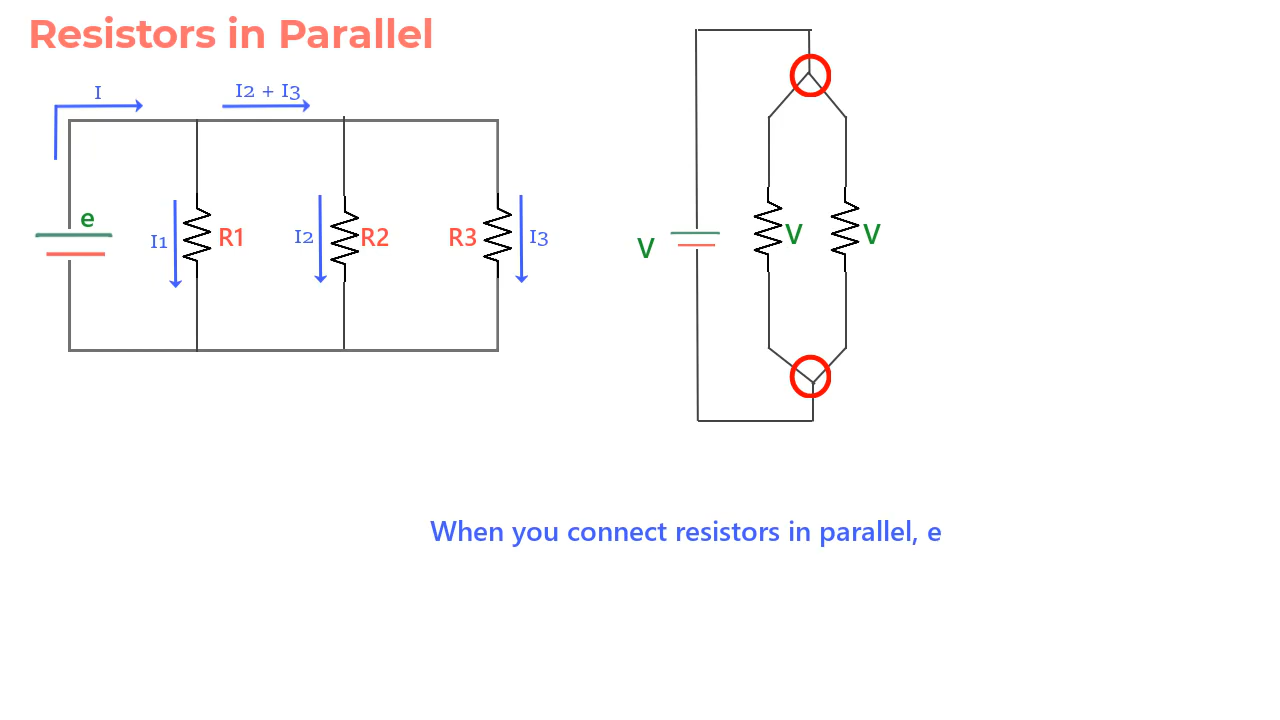 Resistors in Parallel
I
I2 + I3
e
I1
R1
I2
R2
R3
I3
V
V
V
When you connect resistors in parallel, e